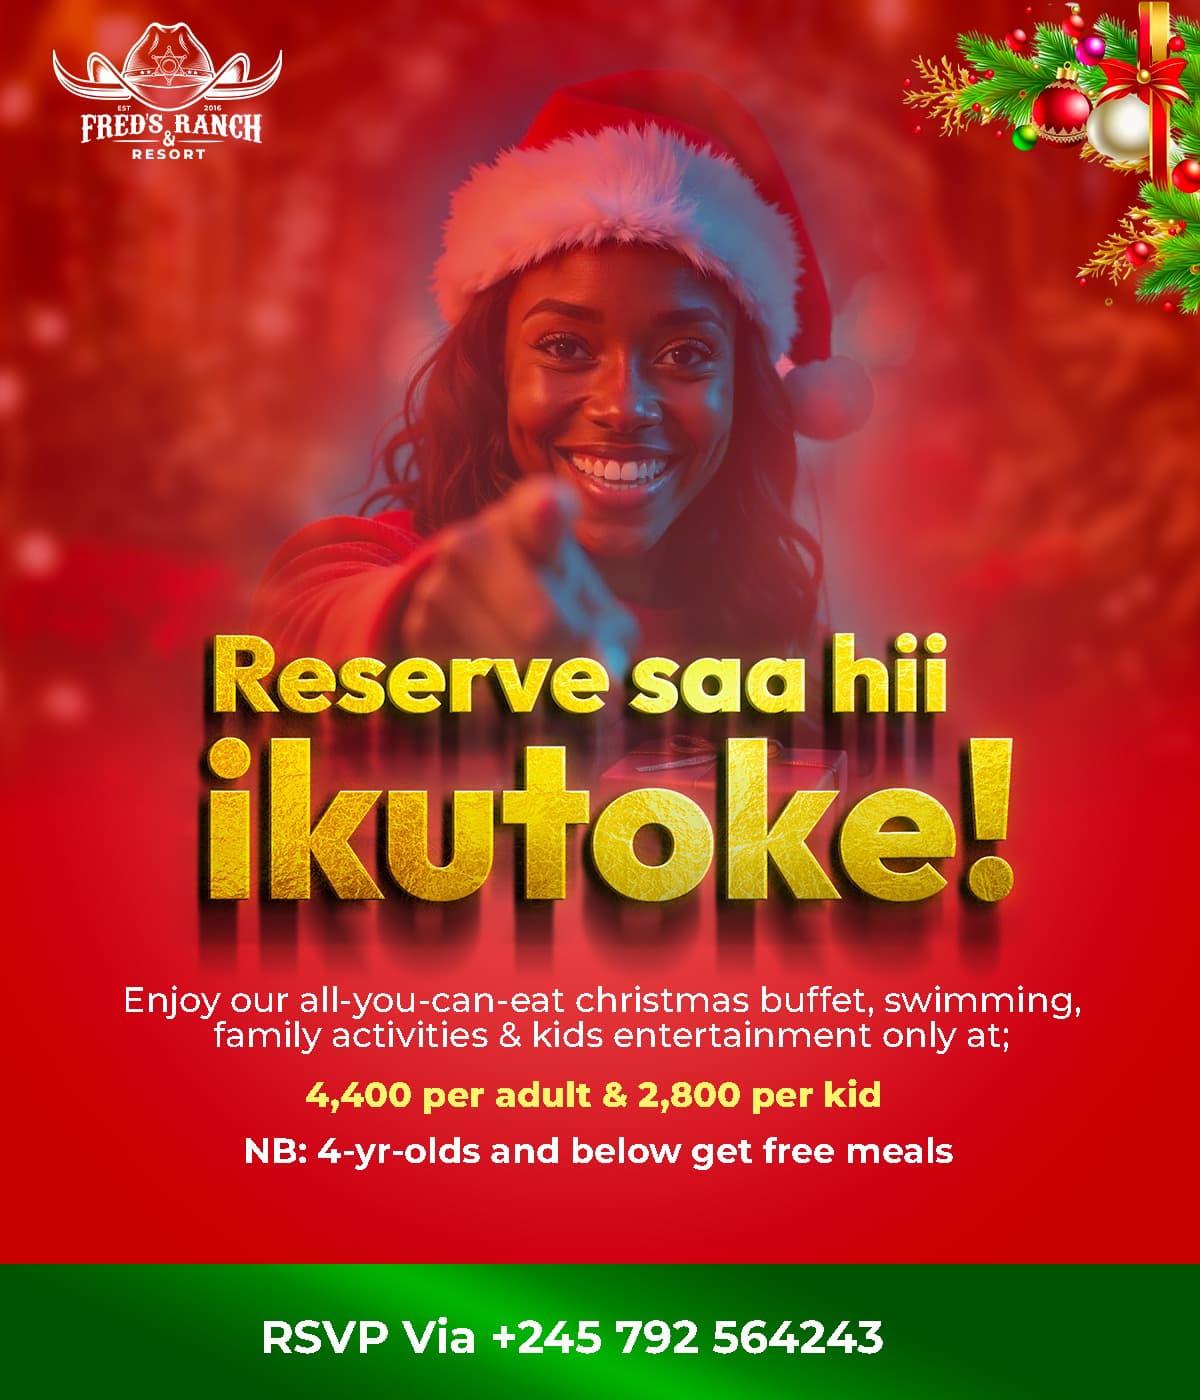 EST 2016
FRED'S RANCH
&
RESORT
Reserve saa hii
ikutoke!
Enjoy our all-you-can-eat christmas buffet, swimming,
family activities & kids entertainment only at;
4,400 per adult & 2,800 per kid
NB: 4-yr-olds and below get free meals
RSVP Via +245 792 564243